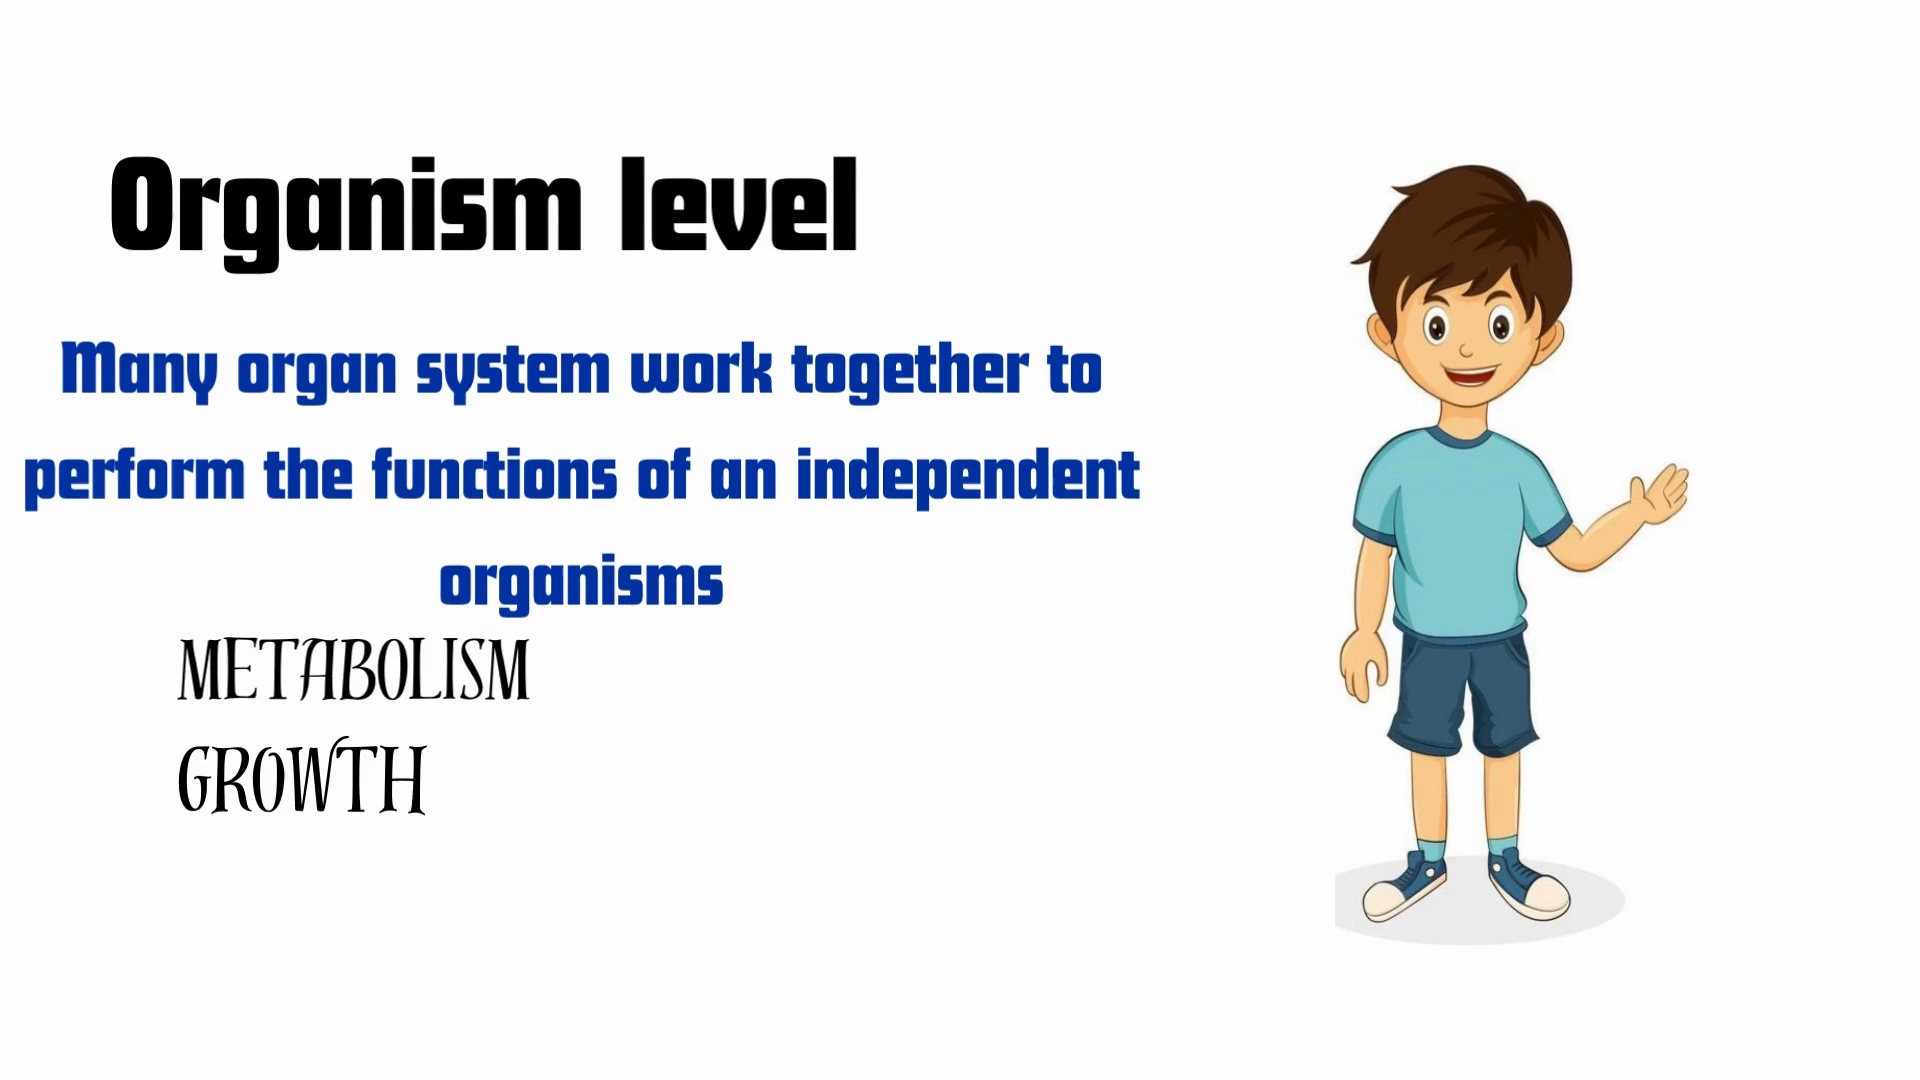 Organism level
Many organ system work together to
perform the functions of an independent
organisms
METABOLISM
GROWTH